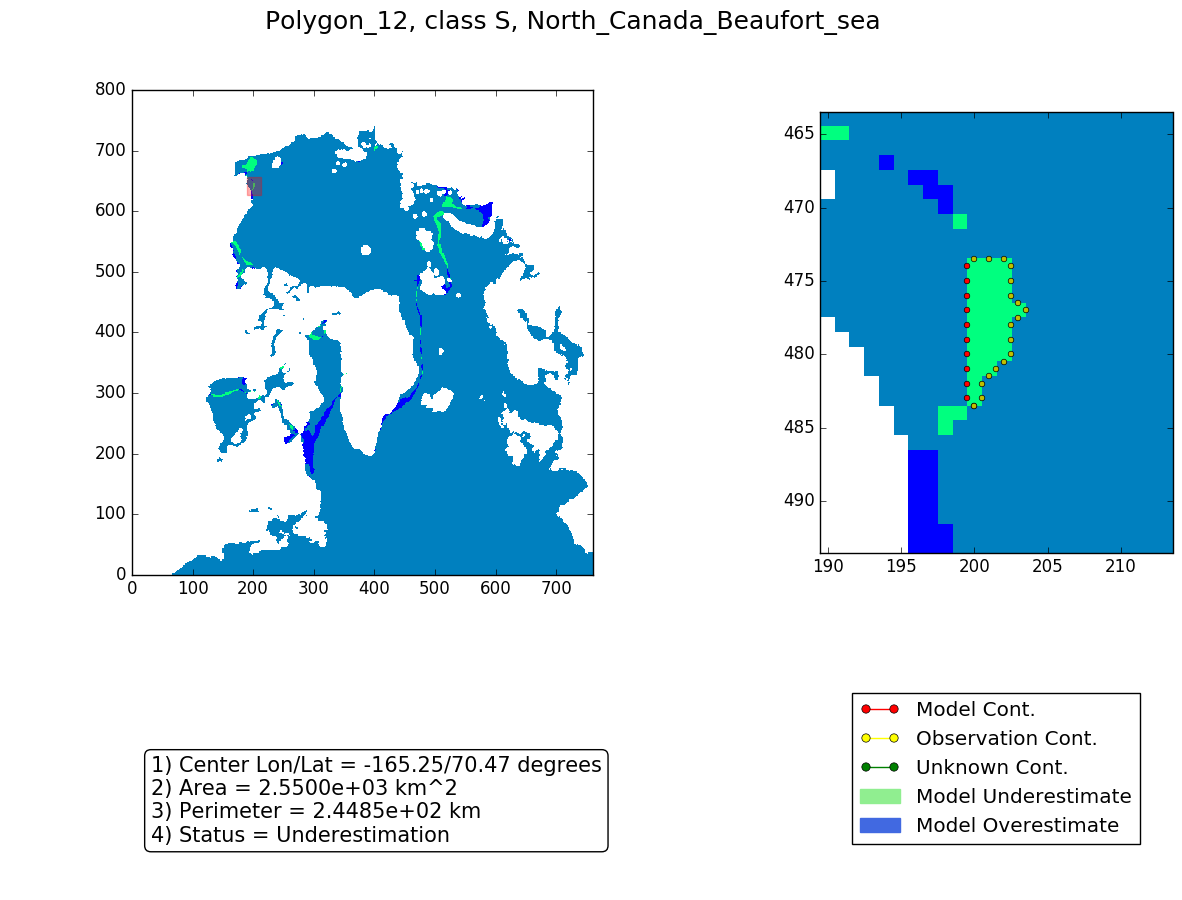 Polygon_12, class S, North_Canada_Beaufort_sea
800
700
600
500
400
300
200
100
0
0 100 200 300 400 500 600 700
465
470
475
480
485
490
190 195 200 205 210
1) Center Lon/Lat = -165.25/70.47 degrees
2) Area = 2.5500e+03 km^2
3) Perimeter = 2.4485e+02 km
4) Status = Underestimation
Model Cont.
Observation Cont.
Unknown Cont.
Model Underestimate
Model Overestimate